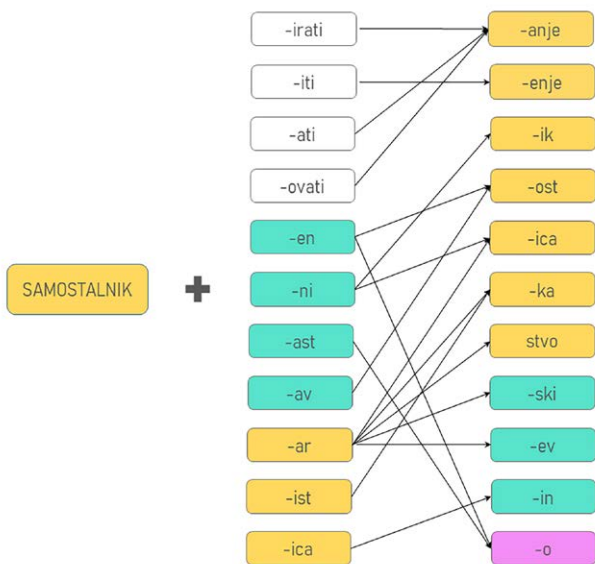 -irati
-anje
-iti
-enje
-ati
-ik
-ovati
-ost
-en
-ica
SAMOSTALNIK
-ni
-ka
-ast
stvo
-av
-ski
-ar
-ev
-ist
-in
-ica
-o